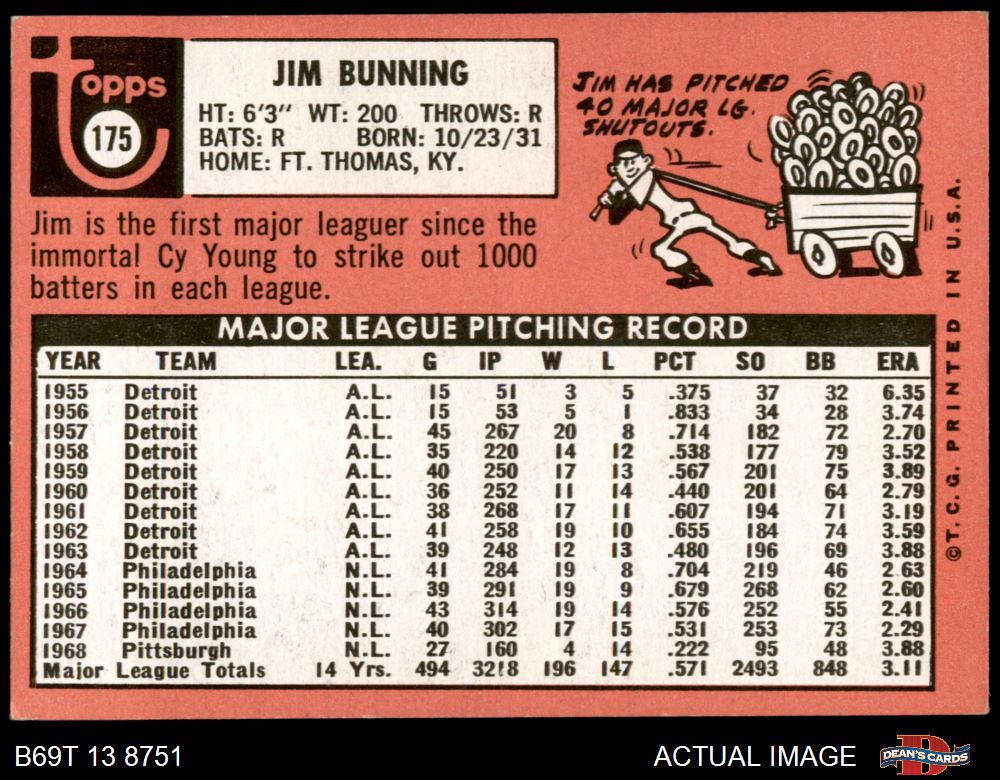 topps
175
JIM BUNNING
HT: 6'3" WT: 200 THROWS: R
BATS: R BORN: 10/23/31
HOME: FT. THOMAS, KY.
JIM HAS PITCHED
40 MAJOR LG.
SHUTOUTS.
Jim is the first major leaguer since the
immortal Cy Young to strike out 1000
batters in each league.
MAJOR LEAGUE PITCHING RECORD
YEAR TEAM LEA. G IP W L PCT SO BB ERA
1955 Detroit A.L. 15 51 3 5 .375 37 32 6.35
1956 Detroit A.L. 15 53 5 1 .833 34 28 3.74
1957 Detroit A.L. 45 267 20 8 .714 182 72 2.70
1958 Detroit A.L. 35 220 14 12 .538 177 79 3.52
1959 Detroit A.L. 40 250 17 13 .567 201 75 3.89
1960 Detroit A.L. 36 252 11 14 .440 201 64 2.79
1961 Detroit A.L. 38 268 17 11 .607 194 71 3.19
1962 Detroit A.L. 41 258 19 10 .655 184 74 3.59
1963 Detroit A.L. 39 248 12 13 .480 196 69 3.88
1964 Philadelphia N.L. 41 284 19 8 .704 219 46 2.63
1965 Philadelphia N.L. 39 291 19 9 .679 268 62 2.60
1966 Philadelphia N.L. 43 314 19 14 .576 252 55 2.41
1967 Philadelphia N.L. 40 302 17 15 .531 253 73 2.29
1968 Pittsburgh N.L. 27 160 4 14 .222 95 48 3.88
Major League Totals 14 Yrs. 494 3218 196 147 .571 2493 848 3.11
©T.C.G. PRINTED IN U.S.A.
B69T 13 8751
ACTUAL IMAGE
DEAN'S CARDS